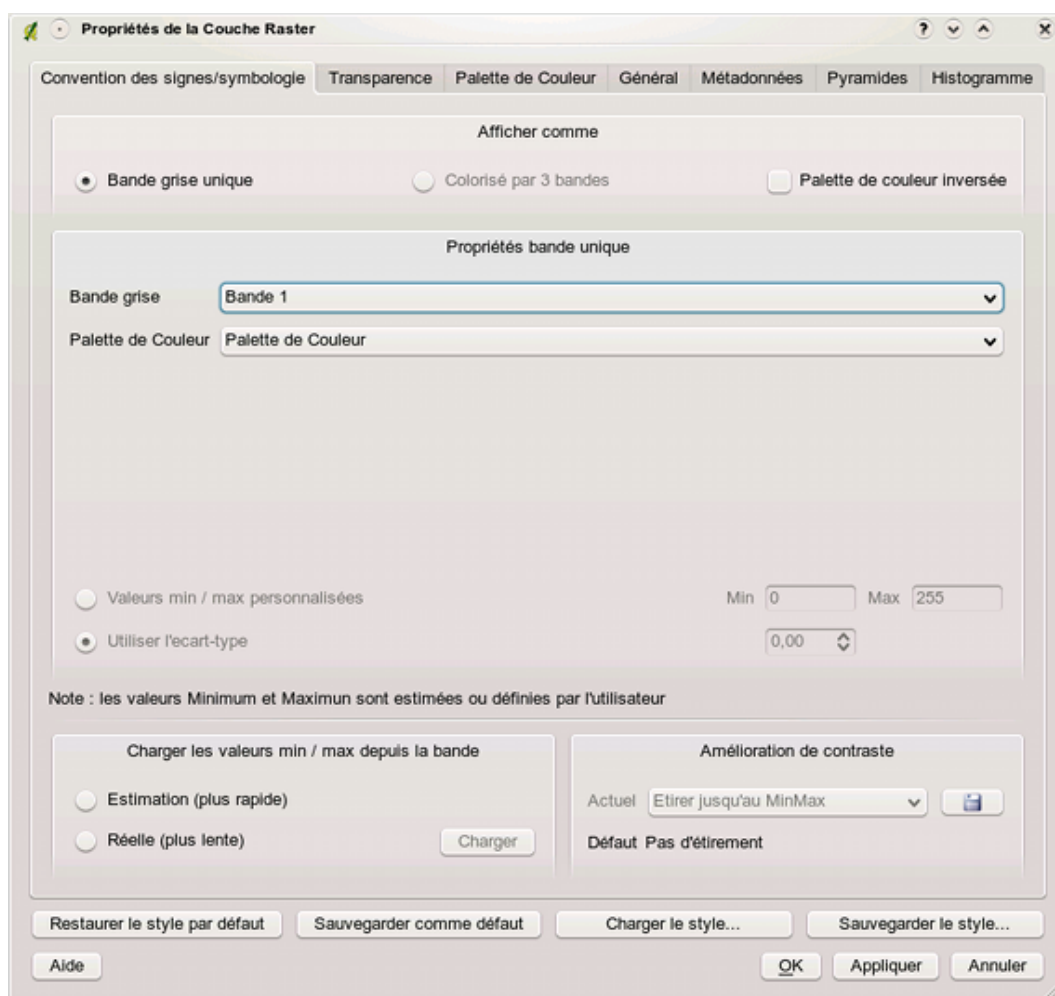 Propriétés de la Couche Raster
Convention des signes/symbologie Transparence Palette de Couleur Général Métadonnées Pyramides Histogramme
Afficher comme
Bande grise unique Colorisé par 3 bandes Palette de couleur inversée
Propriétés bande unique
Bande grise Bande 1
Palette de Couleur Palette de Couleur
Valeurs min / max personnalisées Min 0 Max 255
Utiliser l'ecart-type 0,00
Note : les valeurs Minimum et Maximun sont estimées ou définies par l'utilisateur
Charger les valeurs min / max depuis la bande Amélioration de contraste
Estimation (plus rapide) Actuel Etirer jusqu'au MinMax
Réelle (plus lente) Charger Défaut Pas d'étirement
Restaurer le style par défaut Sauvegarder comme défaut Charger le style... Sauvegarder le style...
Aide OK Appliquer Annuler